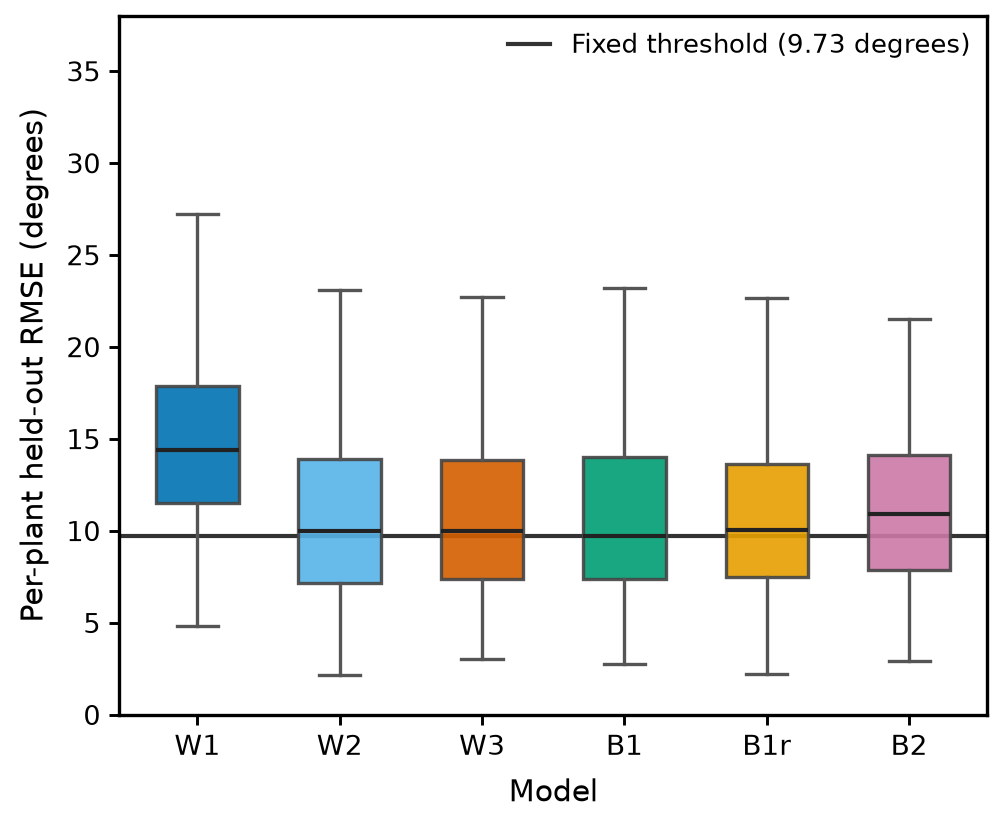 Fixed threshold (9.73 degrees)
Per-plant held-out RMSE (degrees)
35
30
25
20
15
10
5
0
W1 W2 W3 B1 B1r B2
Model